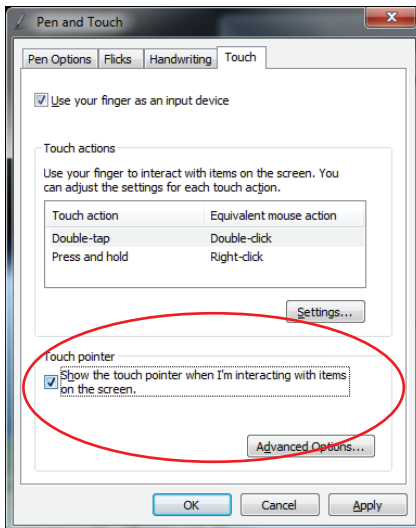 Pen and Touch
Pen Options Flicks Handwriting Touch
Use your finger as an input device
Touch actions
Use your finger to interact with items on the screen. You
can adjust the settings for each touch action.
Touch action Equivalent mouse action
Double-tap Double-click
Press and hold Right-click
Settings...
Touch pointer
Show the touch pointer when I'm interacting with items
on the screen.
Advanced Options...
OK Cancel Apply